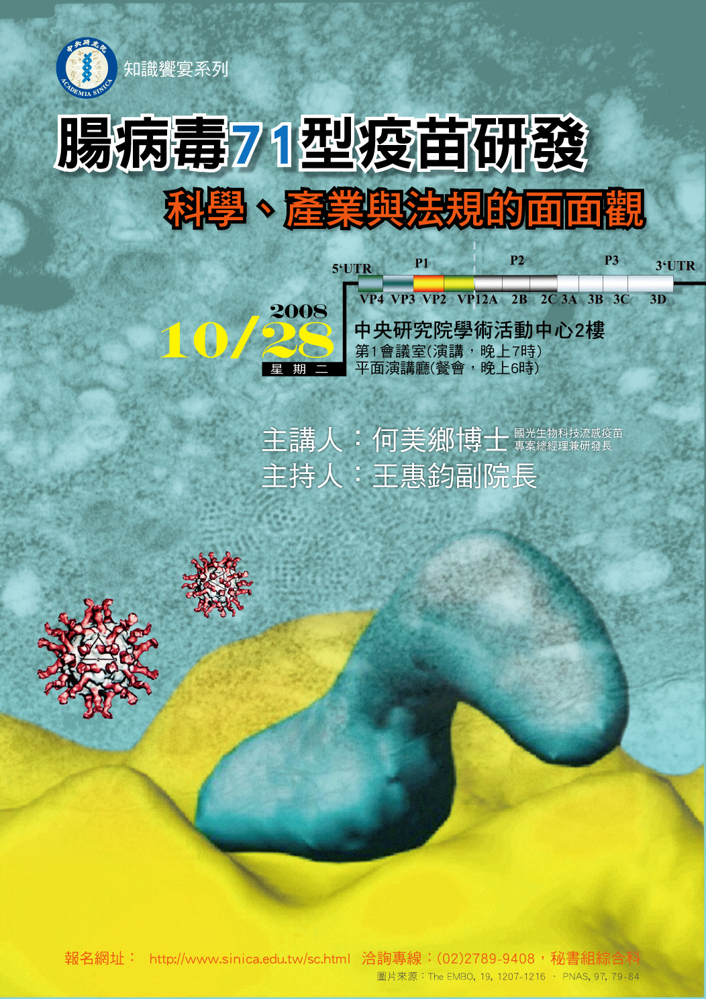 中央研究院
ACADEMIA SINICA
知識饗宴系列
腸病毒71型疫苗研發
科學、產業與法規的面面觀
5‘UTR P1 P2 P3 3‘UTR
VP4 VP3 VP2 VP1 2A 2B 2C 3A 3B 3C 3D
2008
10/28
星期二
中央研究院學術活動中心2樓
第1會議室(演講，晚上7時)
平面演講廳(餐會，晚上6時)
主講人：何美鄉博士 國光生物科技流感疫苗
專案總經理兼研發長
主持人：王惠鈞副院長
報名網址： http://www.sinica.edu.tw/sc.html 洽詢專線：(02)2789-9408，秘書組綜合科
圖片來源：The EMBO, 19, 1207-1216 · PNAS, 97, 79-84